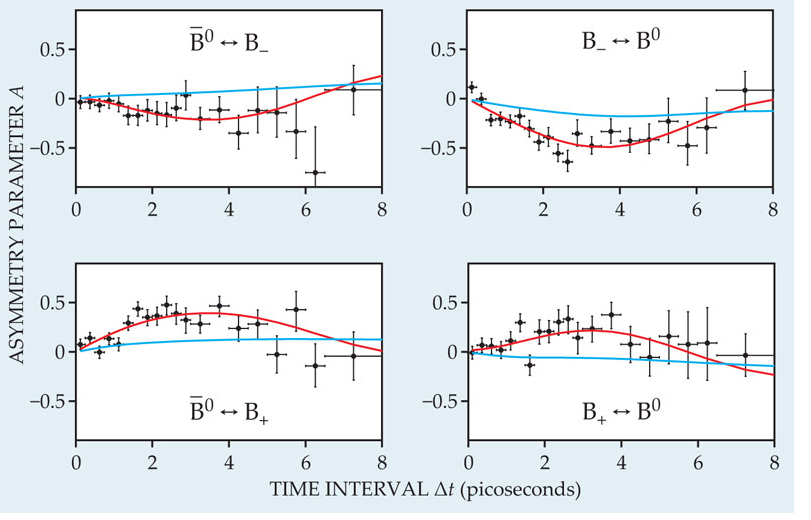 ASYMMETRY PARAMETER A
B̅⁰ ↔ B₋
0.5
0
−0.5
0 2 4 6 8
B₋ ↔ B⁰
0.5
0
−0.5
0 2 4 6 8
B̅⁰ ↔ B₊
0.5
0
−0.5
0 2 4 6 8
B₊ ↔ B⁰
0.5
0
−0.5
0 2 4 6 8
TIME INTERVAL Δt (picoseconds)